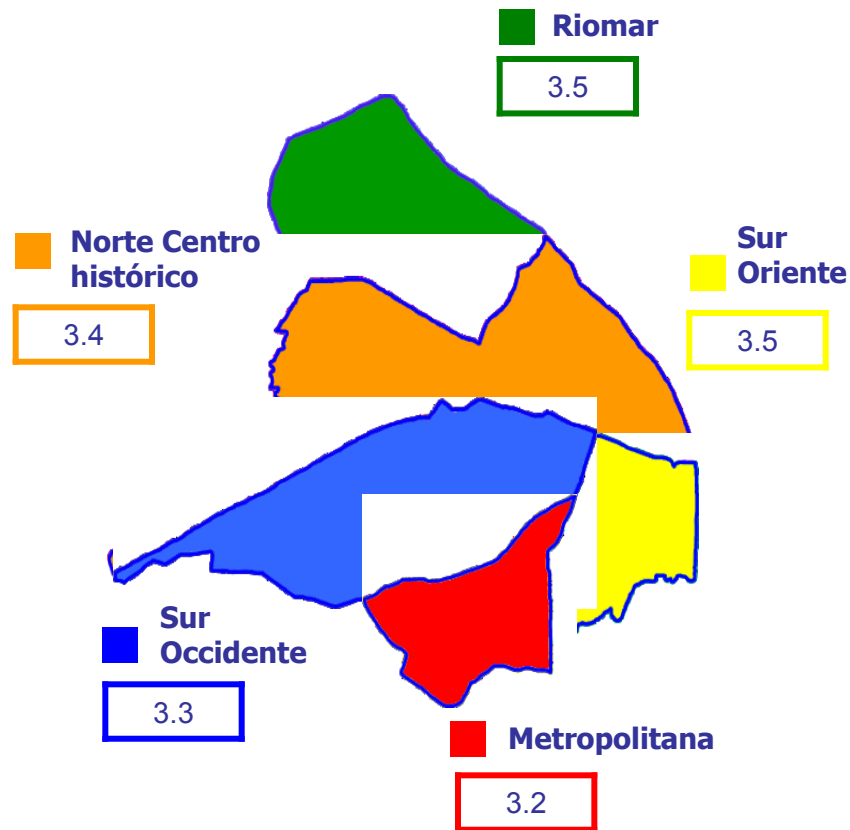 Riomar
3.5
Norte Centro
histórico
3.4
Sur
Oriente
3.5
Sur
Occidente
3.3
Metropolitana
3.2